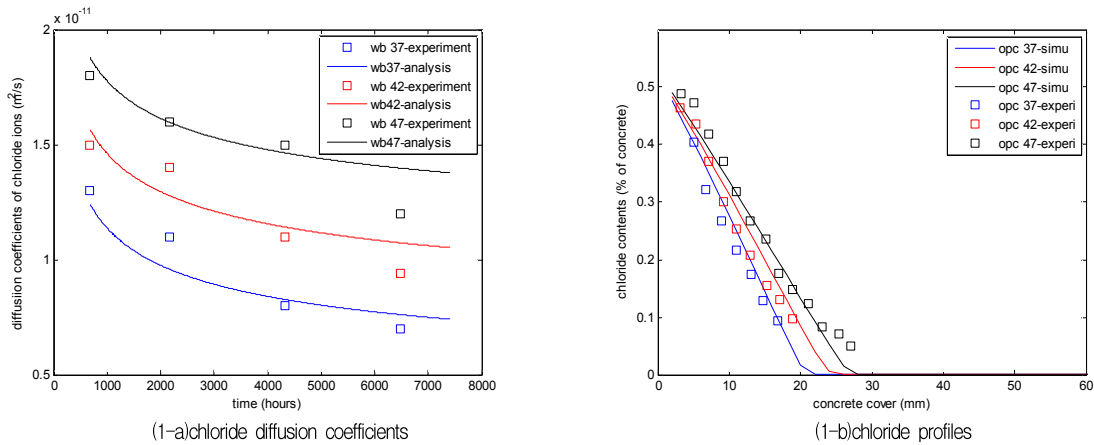 x 10⁻¹¹
2
1.5
1
0.5
diffusiion coefficients of chloride ions (m²/s)
wb 37-experiment
wb37-analysis
wb 42-experiment
wb42-analysis
wb 47-experiment
wb47-analysis
0 1000 2000 3000 4000 5000 6000 7000 8000
time (hours)
(1-a)chloride diffusion coefficients
0.5
0.4
0.3
0.2
0.1
0
chloride contents (% of concrete)
opc 37-simu
opc 42-simu
opc 47-simu
opc 37-experi
opc 42-experi
opc 47-experi
0 10 20 30 40 50 60
concrete cover (mm)
(1-b)chloride profiles